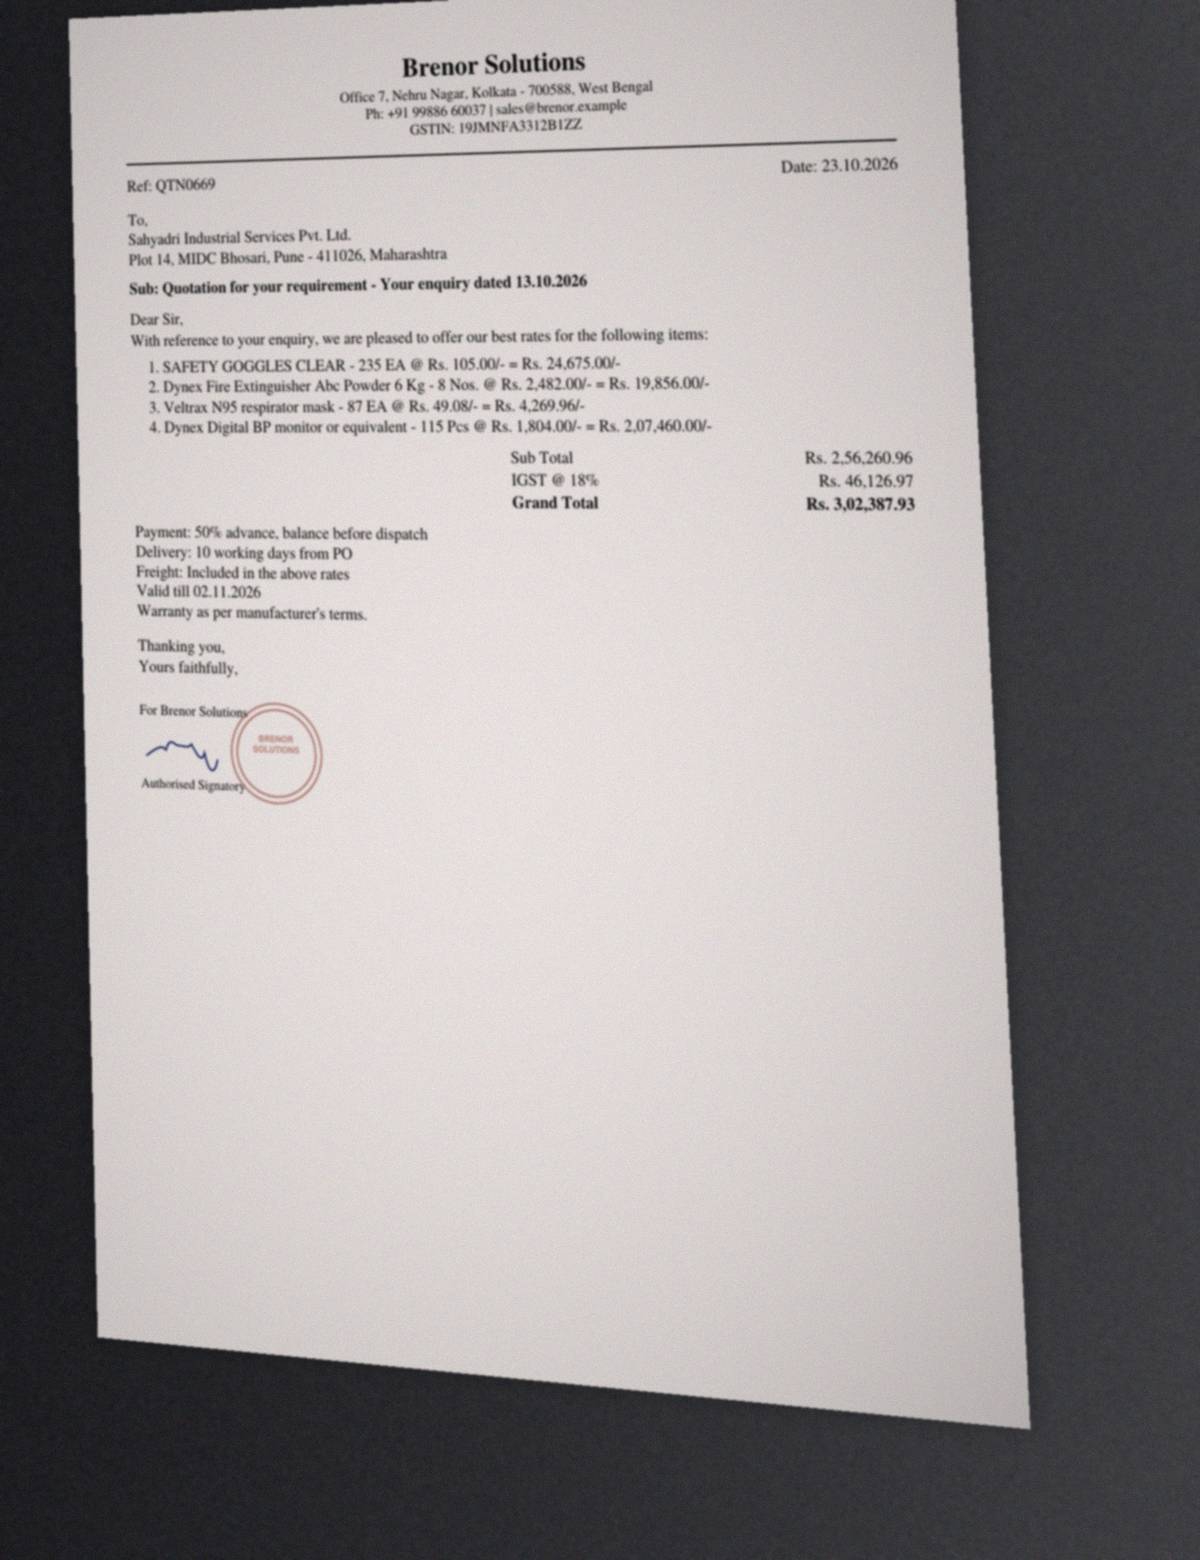 Brenor Solutions
Office 7, Nehru Nagar, Kolkata - 700588, West Bengal
Ph: +91 99886 60037 | sales@brenor.example
GSTIN: 19JMNFA3312B1ZZ
Ref: QTN0669
Date: 23.10.2026
To,
Sahyadri Industrial Services Pvt. Ltd.
Plot 14, MIDC Bhosari, Pune - 411026, Maharashtra
Sub: Quotation for your requirement - Your enquiry dated 13.10.2026
Dear Sir,
With reference to your enquiry, we are pleased to offer our best rates for the following items:
1. SAFETY GOGGLES CLEAR - 235 EA @ Rs. 105.00/- = Rs. 24,675.00/-
2. Dynex Fire Extinguisher Abc Powder 6 Kg - 8 Nos. @ Rs. 2,482.00/- = Rs. 19,856.00/-
3. Veltrax N95 respirator mask - 87 EA @ Rs. 49.08/- = Rs. 4,269.96/-
4. Dynex Digital BP monitor or equivalent - 115 Pcs @ Rs. 1,804.00/- = Rs. 2,07,460.00/-
Sub Total Rs. 2,56,260.96
IGST @ 18% Rs. 46,126.97
Grand Total Rs. 3,02,387.93
Payment: 50% advance, balance before dispatch
Delivery: 10 working days from PO
Freight: Included in the above rates
Valid till 02.11.2026
Warranty as per manufacturer's terms.
Thanking you,
Yours faithfully,
For Brenor Solutions
BRENOR
SOLUTIONS
Authorised Signatory